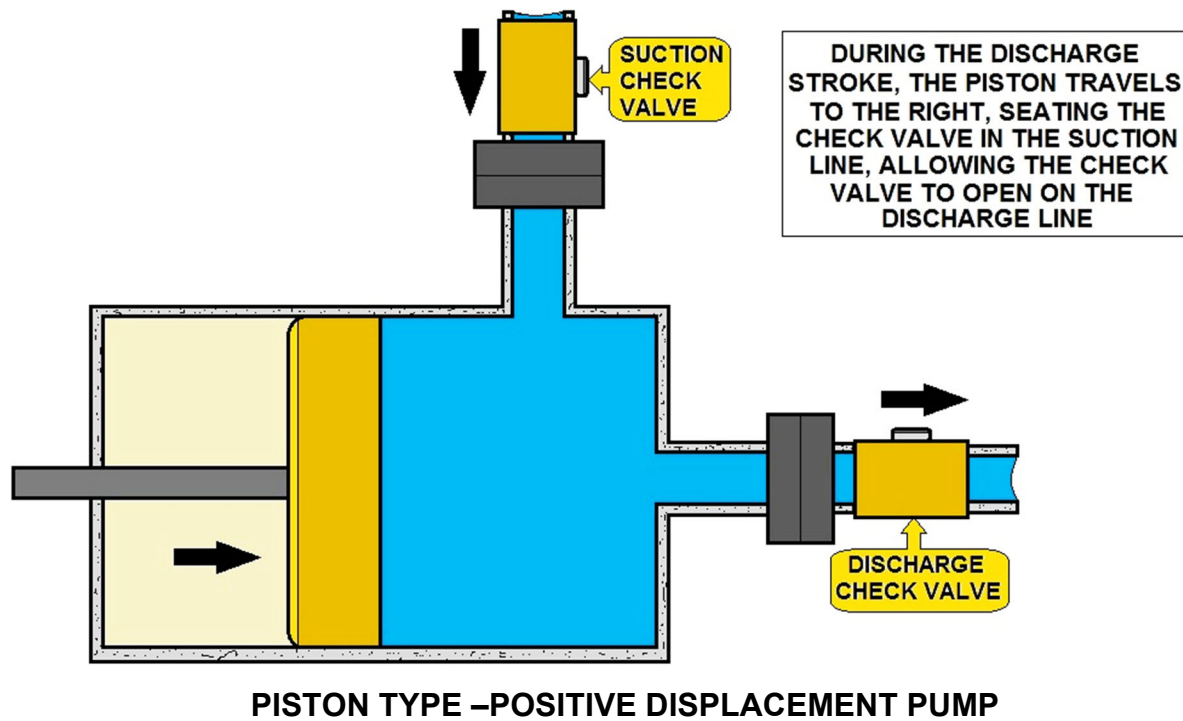 SUCTION
CHECK
VALVE
DURING THE DISCHARGE
STROKE, THE PISTON TRAVELS
TO THE RIGHT, SEATING THE
CHECK VALVE IN THE SUCTION
LINE, ALLOWING THE CHECK
VALVE TO OPEN ON THE
DISCHARGE LINE
DISCHARGE
CHECK VALVE
PISTON TYPE –POSITIVE DISPLACEMENT PUMP